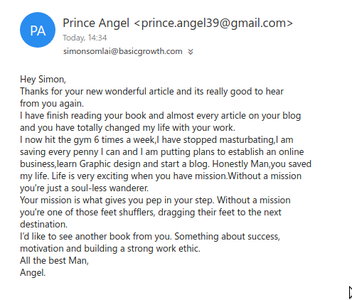 PA
Prince Angel <prince.angel39@gmail.com>
Today, 14:34
simonsomlai@basicgrowth.com
Hey Simon,
Thanks for your new wonderful article and its really good to hear
from you again.
I have finish reading your book and almost every article on your blog
and you have totally changed my life with your work.
I now hit the gym 6 times a week,I have stopped masturbating,I am
saving every penny I can and I am putting plans to establish an online
business,learn Graphic design and start a blog. Honestly Man,you saved
my life. Life is very exciting when you have mission.Without a mission
you're just a soul-less wanderer.
Your mission is what gives you pep in your step. Without a mission
you're one of those feet shufflers, dragging their feet to the next
destination.
I'd like to see another book from you. Something about success,
motivation and building a strong work ethic.
All the best Man,
Angel.